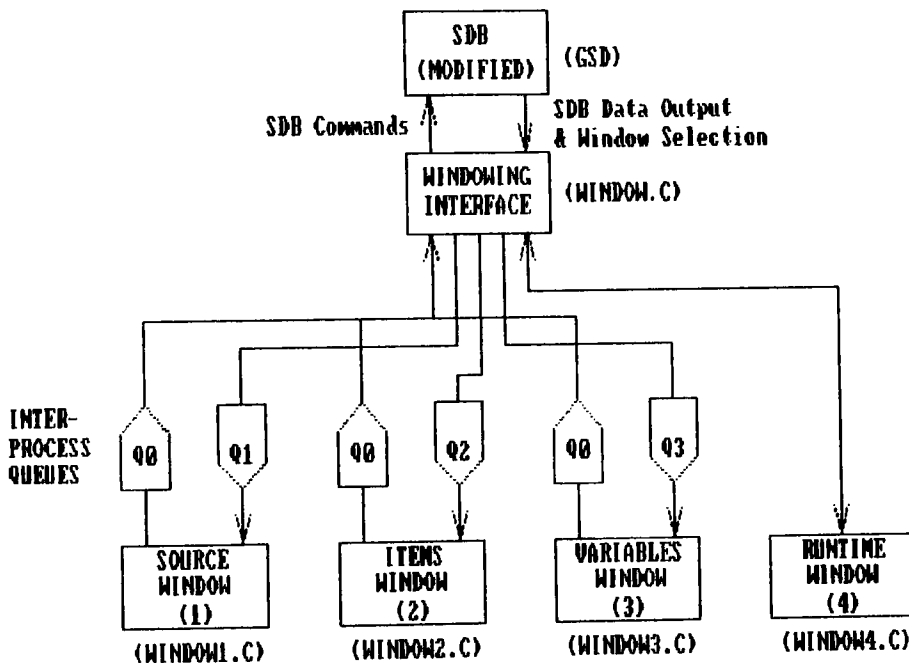 SDB
(MODIFIED)
(GSD)
SDB Commands
SDB Data Output
& Window Selection
WINDOWING
INTERFACE
(WINDOW.C)
INTER-
PROCESS
QUEUES
Q0
Q1
Q0
Q2
Q0
Q3
SOURCE
WINDOW
(1)
ITEMS
WINDOW
(2)
VARIABLES
WINDOW
(3)
RUNTIME
WINDOW
(4)
(WINDOW1.C)
(WINDOW2.C)
(WINDOW3.C)
(WINDOW4.C)